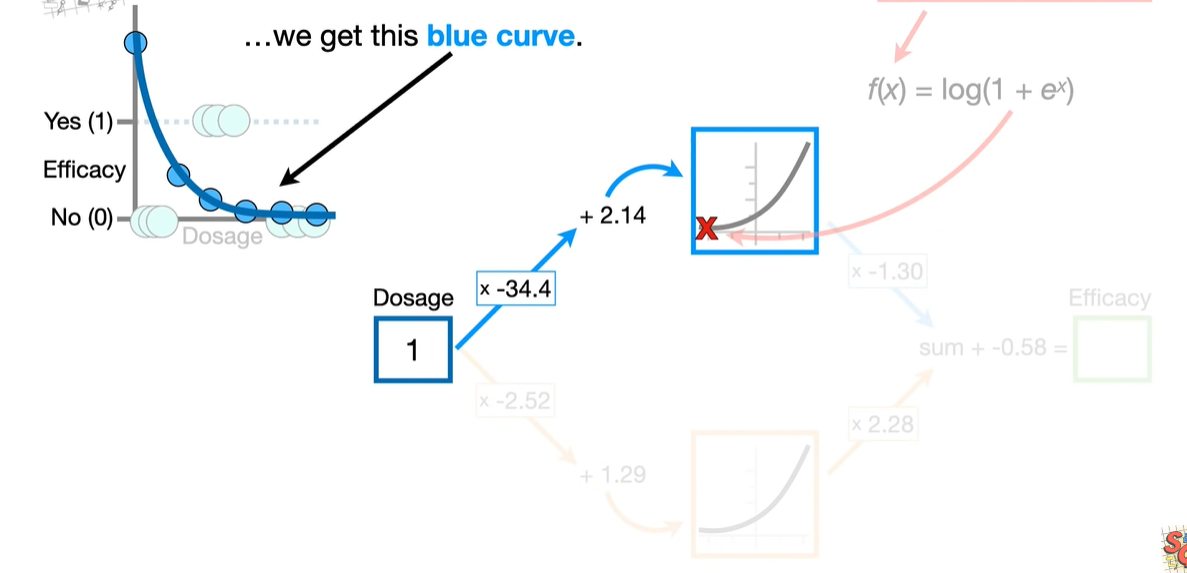 ...we get this blue curve.
f(x) = log(1 + eˣ)
Yes (1)
Efficacy
No (0)
Dosage
+ 2.14
x -34.4
Dosage
1
x -1.30
Efficacy
sum + -0.58 =
x -2.52
x 2.28
+ 1.29
X